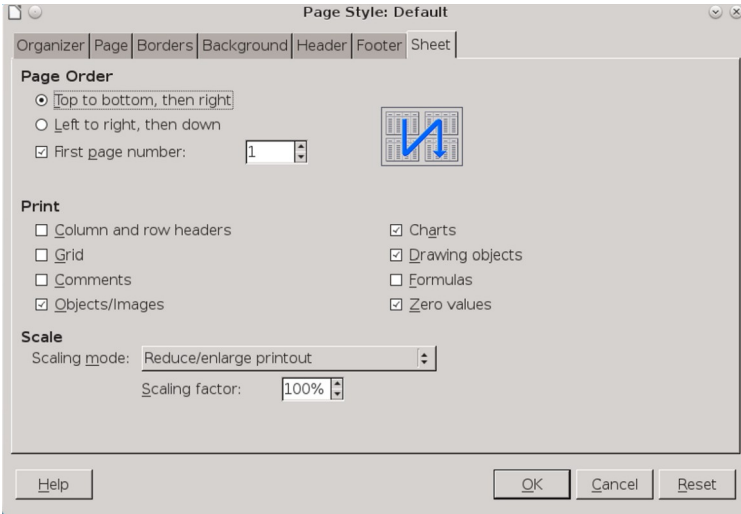 Page Style: Default
Organizer Page Borders Background Header Footer Sheet
Page Order
Top to bottom, then right
Left to right, then down
First page number: 1
Print
Column and row headers
Grid
Comments
Objects/Images
Charts
Drawing objects
Formulas
Zero values
Scale
Scaling mode: Reduce/enlarge printout
Scaling factor: 100%
Help OK Cancel Reset